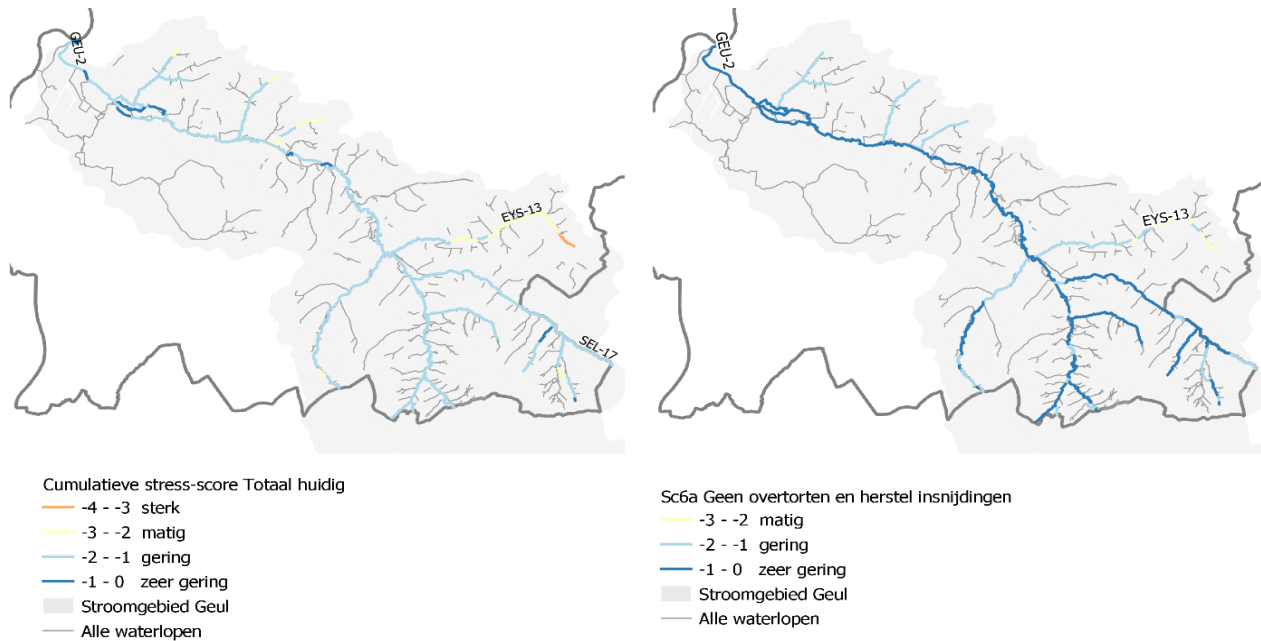 GEU-2
EYS-13
SEL-17
Cumulatieve stress-score Totaal huidig
-4 - -3 sterk
-3 - -2 matig
-2 - -1 gering
-1 - 0 zeer gering
Stroomgebied Geul
Alle waterlopen
GEU-2
EYS-13
Sc6a Geen overtorten en herstel insnijdingen
-3 - -2 matig
-2 - -1 gering
-1 - 0 zeer gering
Stroomgebied Geul
Alle waterlopen